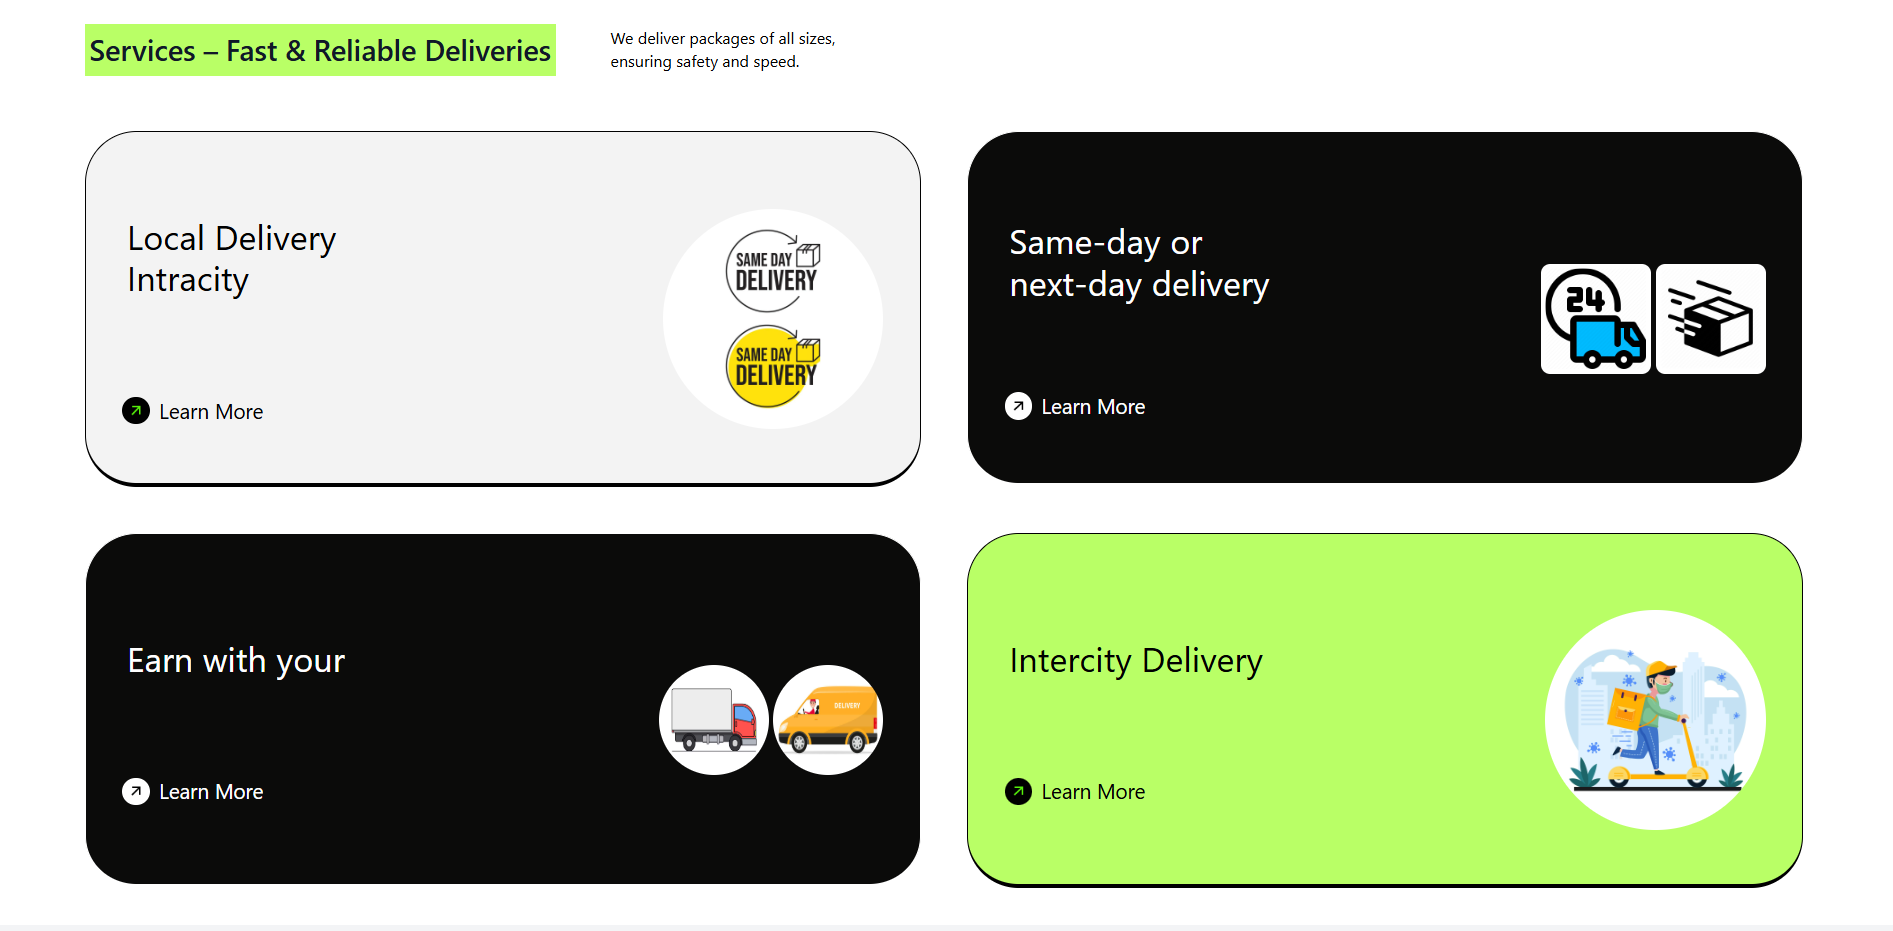 Services – Fast & Reliable Deliveries
We deliver packages of all sizes,
ensuring safety and speed.
Local Delivery
Intracity
SAME DAY
DELIVERY
SAME DAY
DELIVERY
Learn More
Same-day or
next-day delivery
24
Learn More
Earn with your
DELIVERY
Learn More
Intercity Delivery
Learn More